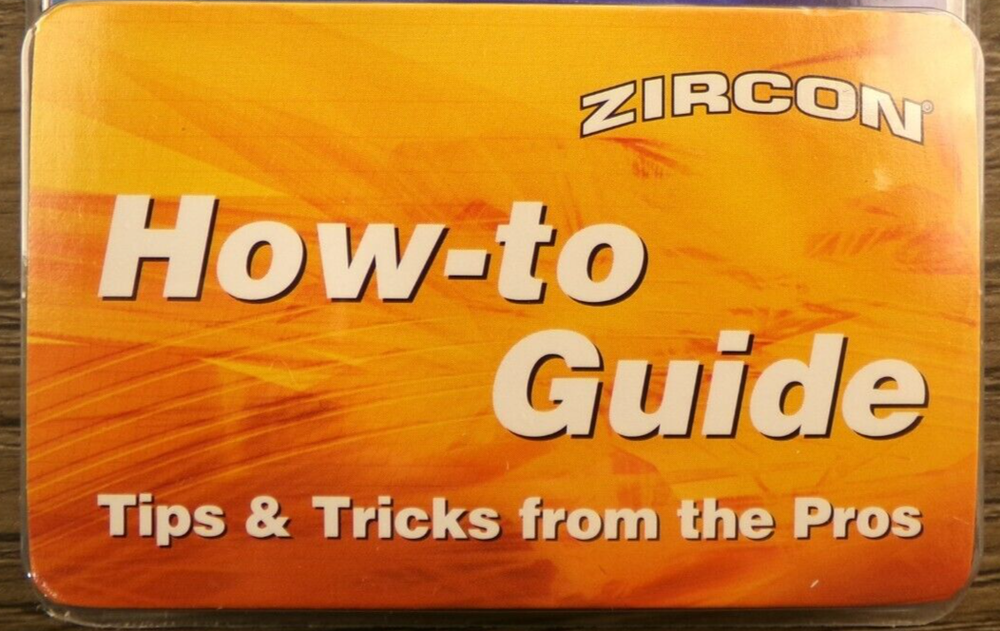 ZIRCON®
How-to
Guide
Tips & Tricks from the Pros